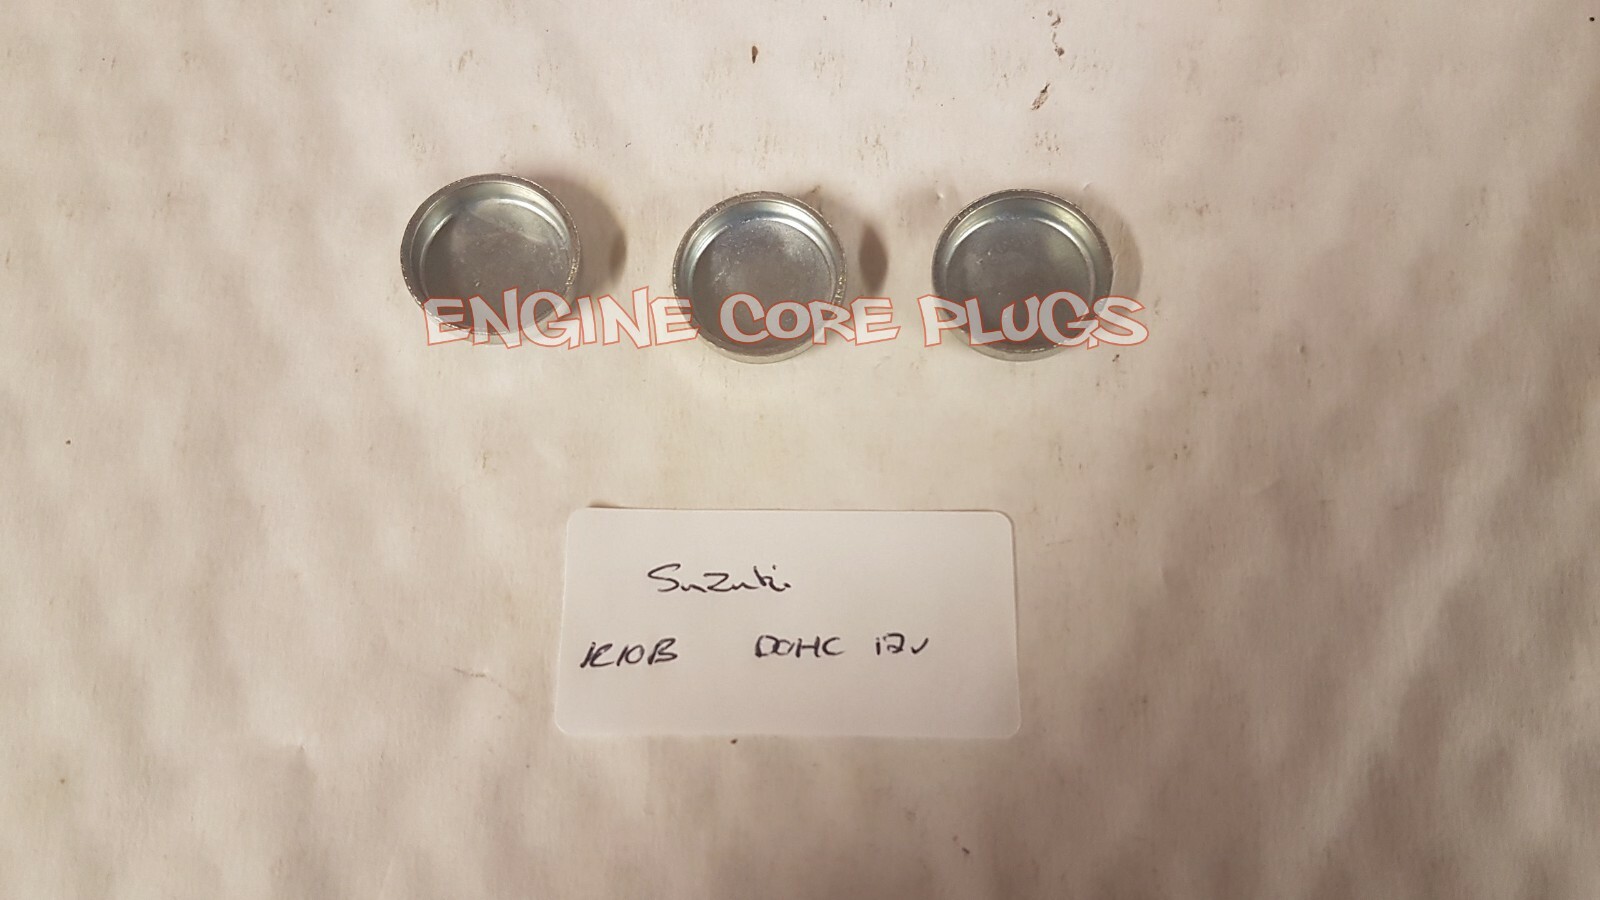 ENGINE CORE PLUGS
Suzuki
K10B DOHC 12v